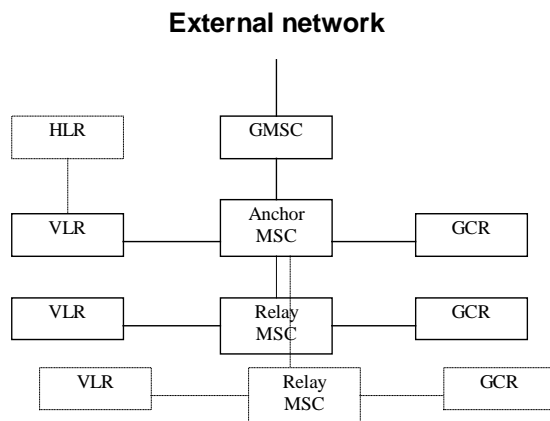 External network
HLR
GMSC
VLR
Anchor
MSC
GCR
VLR
Relay
MSC
GCR
VLR
Relay
MSC
GCR